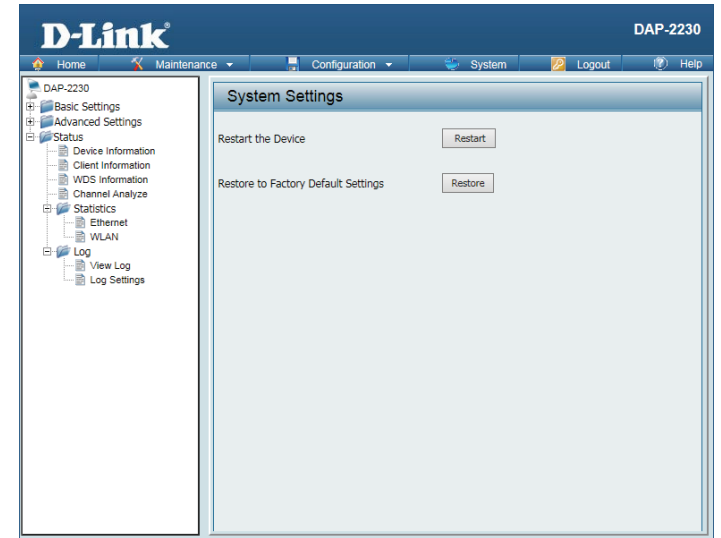 D-Link®
DAP-2230
Home Maintenance Configuration System Logout Help
DAP-2230
Basic Settings
Advanced Settings
Status
Device Information
Client Information
WDS Information
Channel Analyze
Statistics
Ethernet
WLAN
Log
View Log
Log Settings
System Settings
Restart the Device Restart
Restore to Factory Default Settings Restore